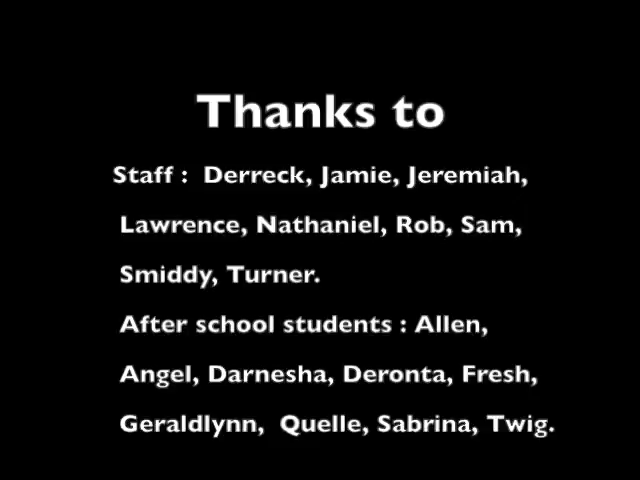 Thanks to
Staff :  Derreck, Jamie, Jeremiah,
Lawrence, Nathaniel, Rob, Sam,
Smiddy, Turner.
After school students : Allen,
Angel, Darnesha, Deronta, Fresh,
Geraldlynn,  Quelle, Sabrina, Twig.